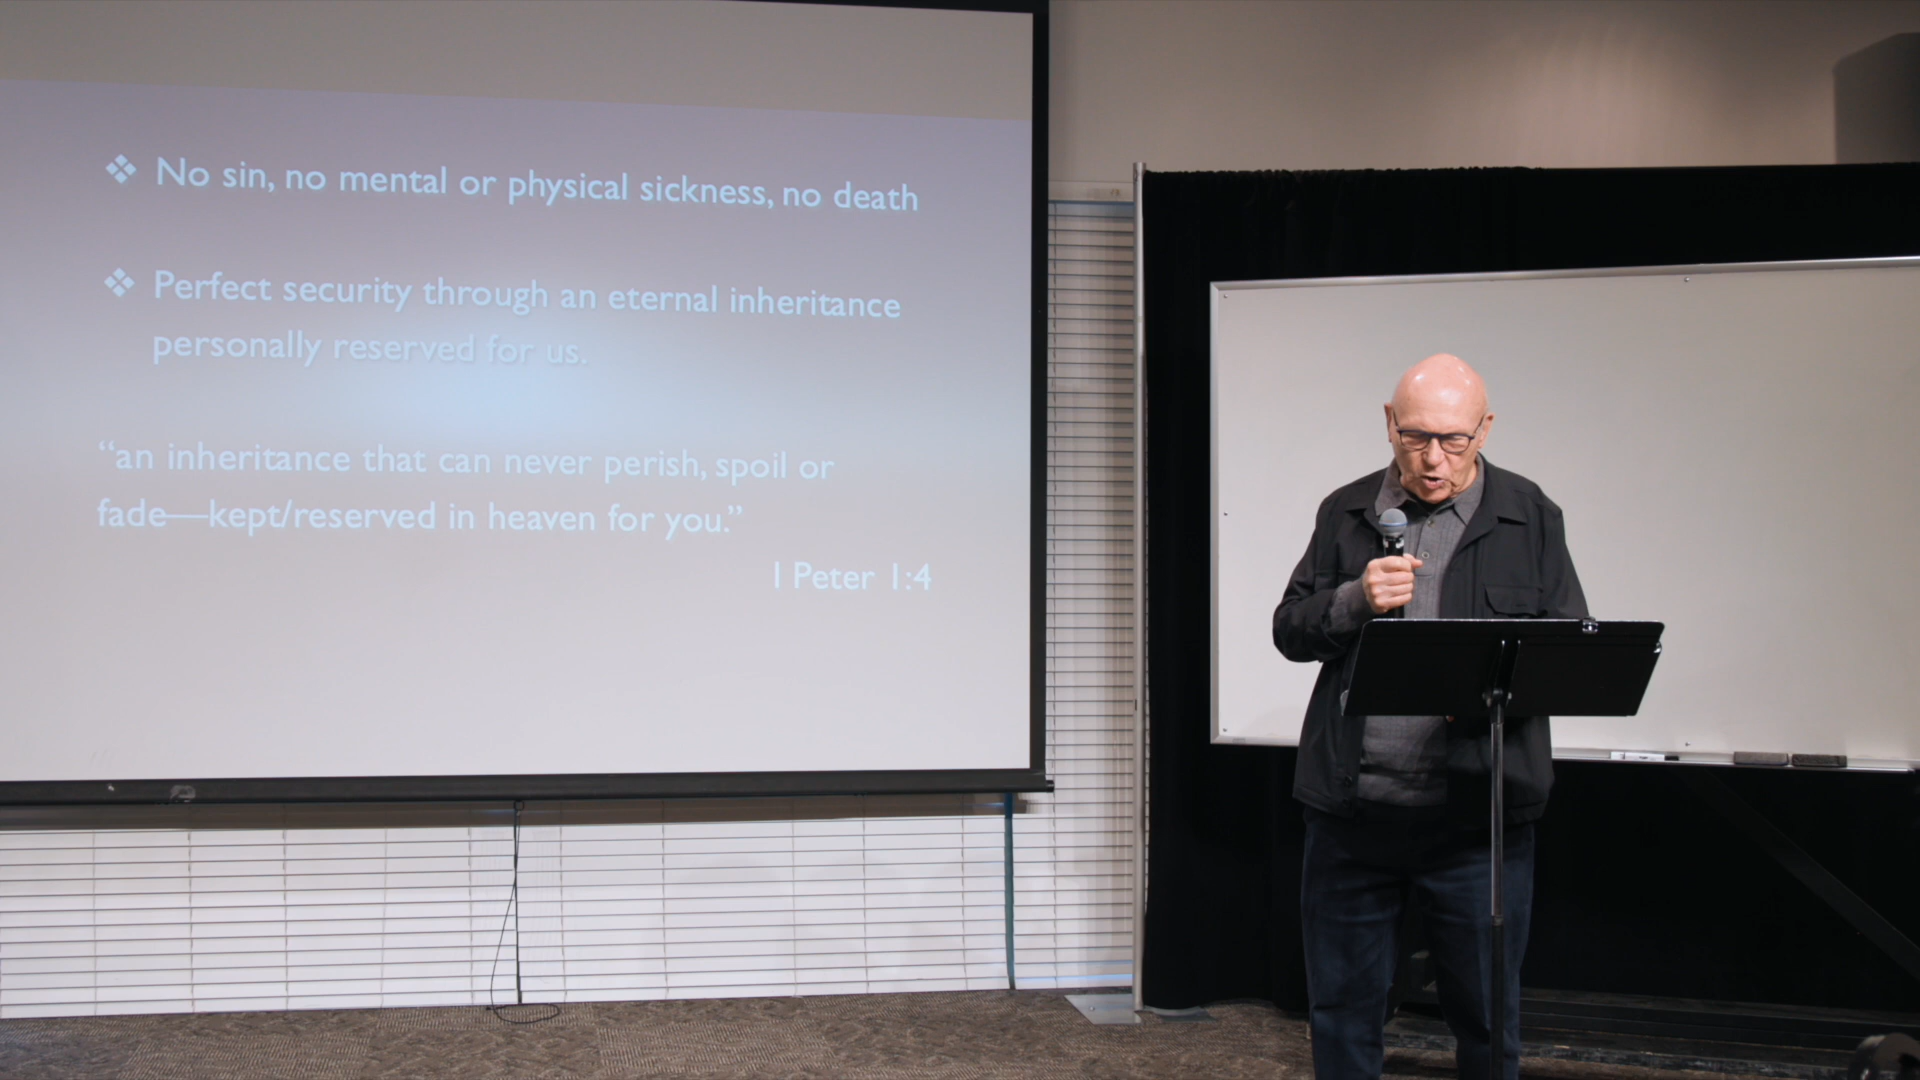 ❖ No sin, no mental or physical sickness, no death
❖ Perfect security through an eternal inheritance
personally reserved for us.
“an inheritance that can never perish, spoil or
fade—kept/reserved in heaven for you.”
1 Peter 1:4